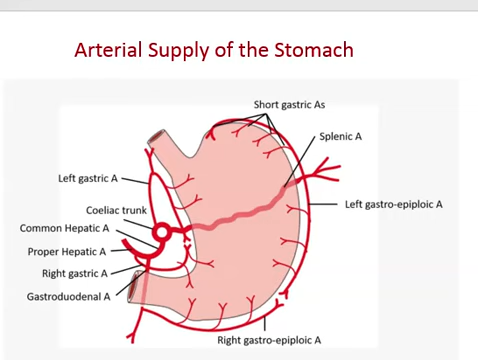 Arterial Supply of the Stomach
Short gastric As
Splenic A
Left gastric A
Left gastro-epiploic A
Coeliac trunk
Common Hepatic A
Proper Hepatic A
Right gastric A
Gastroduodenal A
Right gastro-epiploic A